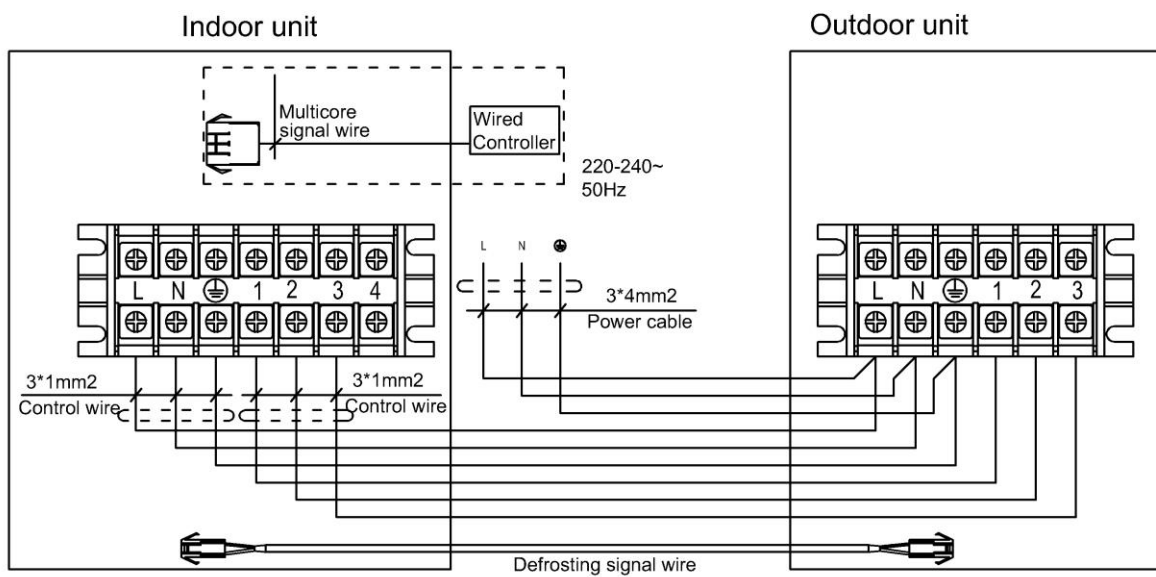 Indoor unit
Outdoor unit
Multicore
signal wire
Wired
Controller
220-240~
50Hz
L N
L N 1 2 3 4
3*4mm2
Power cable
L N 1 2 3
3*1mm2
Control wire
3*1mm2
Control wire
Defrosting signal wire